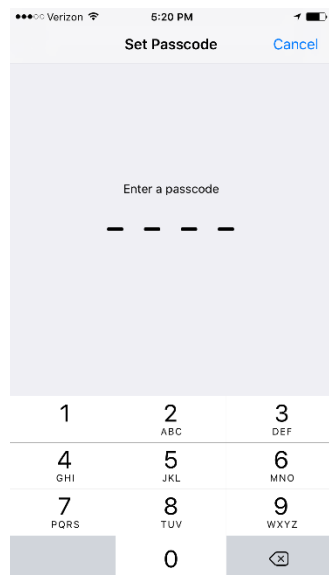 Verizon 5:20 PM
Set Passcode Cancel
Enter a passcode
1 2 3
ABC DEF
4 5 6
GHI JKL MNO
7 8 9
PQRS TUV WXYZ
0